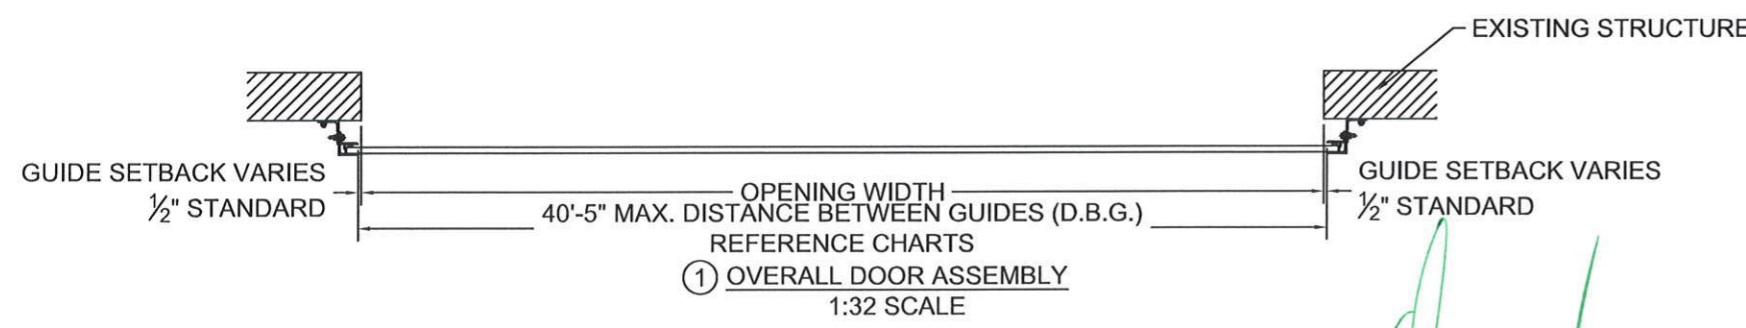 EXISTING STRUCTURE
GUIDE SETBACK VARIES
½" STANDARD
OPENING WIDTH
40'-5" MAX. DISTANCE BETWEEN GUIDES (D.B.G.)
REFERENCE CHARTS
GUIDE SETBACK VARIES
½" STANDARD
1 OVERALL DOOR ASSEMBLY
1:32 SCALE